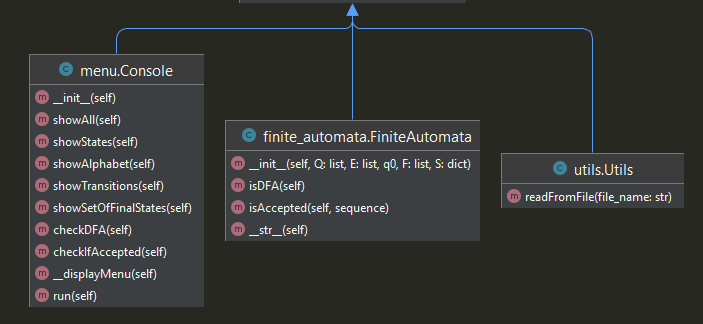 menu.Console
__init__(self)
showAll(self)
showStates(self)
showAlphabet(self)
showTransitions(self)
showSetOfFinalStates(self)
checkDFA(self)
checkIfAccepted(self)
__displayMenu(self)
run(self)
finite_automata.FiniteAutomata
__init__(self, Q: list, E: list, q0, F: list, S: dict)
isDFA(self)
isAccepted(self, sequence)
__str__(self)
utils.Utils
readFromFile(file_name: str)